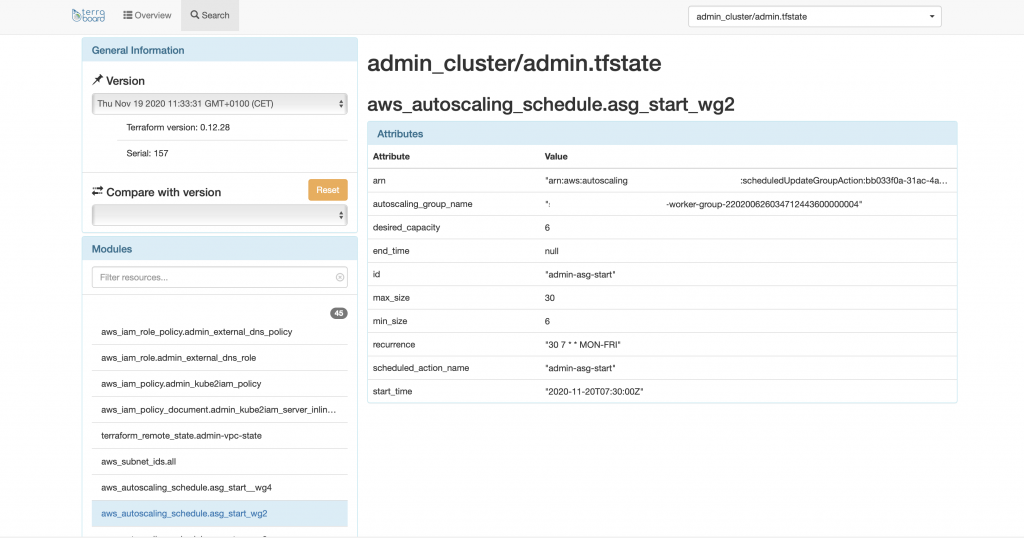 terra board
Overview
Search
admin_cluster/admin.tfstate
General Information
Version
Thu Nov 19 2020 11:33:31 GMT+0100 (CET)
Terraform version: 0.12.28
Serial: 157
Compare with version
Reset
Modules
Filter resources...
45
aws_iam_role_policy.admin_external_dns_policy
aws_iam_role.admin_external_dns_role
aws_iam_policy.admin_kube2iam_policy
aws_iam_policy_document.admin_kube2iam_server_inlin...
terraform_remote_state.admin-vpc-state
aws_subnet_ids.all
aws_autoscaling_schedule.asg_start__wg4
aws_autoscaling_schedule.asg_start_wg2
admin_cluster/admin.tfstate
aws_autoscaling_schedule.asg_start_wg2
Attributes
Attribute Value
arn "arn:aws:autoscaling :scheduledUpdateGroupAction:bb033f0a-31ac-4a...
autoscaling_group_name ": -worker-group-220200626034712443600000004"
desired_capacity 6
end_time null
id "admin-asg-start"
max_size 30
min_size 6
recurrence "30 7 * * MON-FRI"
scheduled_action_name "admin-asg-start"
start_time "2020-11-20T07:30:00Z"